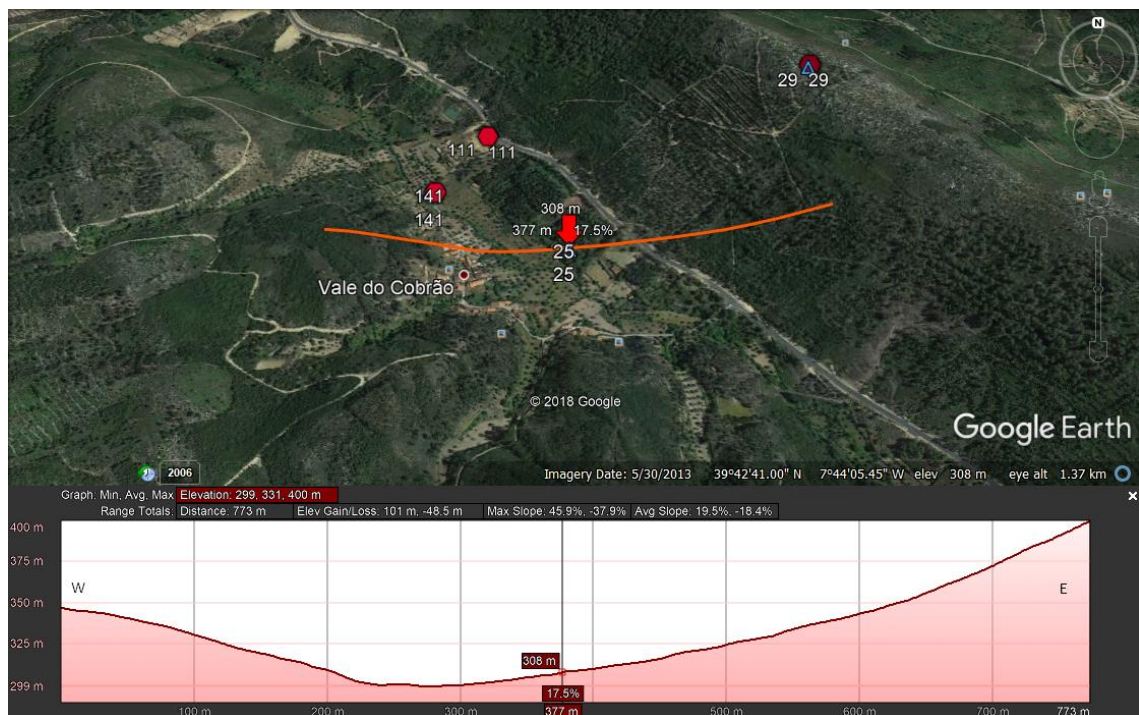 N
29 29
111 111
141
141
308 m
377 m 17.5%
25
25
Vale do Cobrão
© 2018 Google
Google Earth
2006
Imagery Date: 5/30/2013 39º42'41.00" N 7º44'05.45" W elev 308 m eye alt 1.37 km
Graph: Min, Avg, Max Elevation: 299, 331, 400 m
Range Totals: Distance: 773 m Elev Gain/Loss: 101 m, -48.5 m Max Slope: 45.9%, -37.9% Avg Slope: 19.5%, -18.4%
400 m
375 m
W E
350 m
325 m
308 m
299 m
17.5%
100 m 200 m 300 m 377 m 500 m 600 m 700 m 773 m